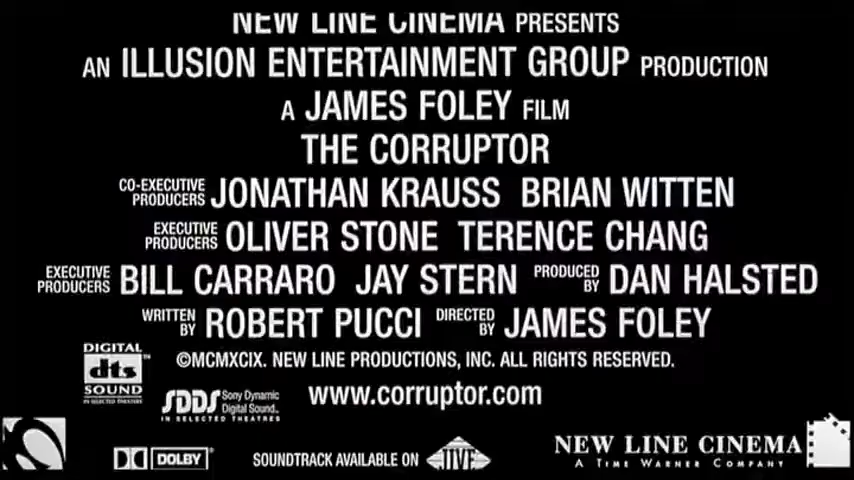 NEW LINE CINEMA PRESENTS
AN ILLUSION ENTERTAINMENT GROUP PRODUCTION
A JAMES FOLEY FILM
THE CORRUPTOR
CO-EXECUTIVE PRODUCERS JONATHAN KRAUSS BRIAN WITTEN
EXECUTIVE PRODUCERS OLIVER STONE TERENCE CHANG
EXECUTIVE PRODUCERS BILL CARRARO JAY STERN PRODUCED BY DAN HALSTED
WRITTEN BY ROBERT PUCCI DIRECTED BY JAMES FOLEY
©MCMXCIX. NEW LINE PRODUCTIONS, INC. ALL RIGHTS RESERVED.
DIGITAL
dts
SOUND
IN SELECTED THEATERS
SDDS Sony Dynamic Digital Sound™
IN SELECTED THEATRES
www.corruptor.com
DOLBY
SOUNDTRACK AVAILABLE ON JIVE
NEW LINE CINEMA
A TIME WARNER COMPANY